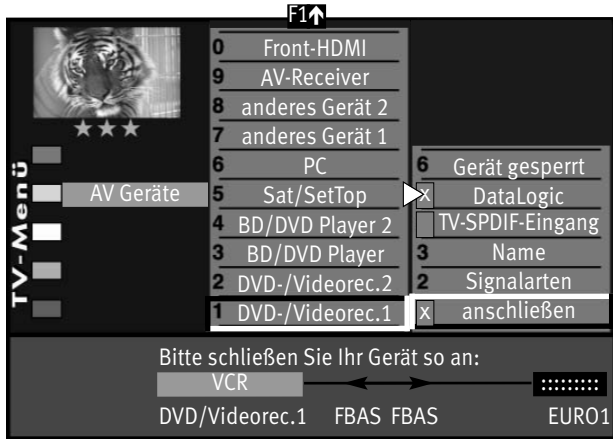 F1↑
0 Front-HDMI
9 AV-Receiver
8 anderes Gerät 2
7 anderes Gerät 1
6 PC
5 Sat/SetTop
4 BD/DVD Player 2
3 BD/DVD Player
2 DVD-/Videorec.2
1 DVD-/Videorec.1
TV-Menü
AV Geräte
6 Gerät gesperrt
x DataLogic
TV-SPDIF-Eingang
3 Name
2 Signalarten
x anschließen
Bitte schließen Sie Ihr Gerät so an:
VCR
DVD/Videorec.1 FBAS FBAS EURO1